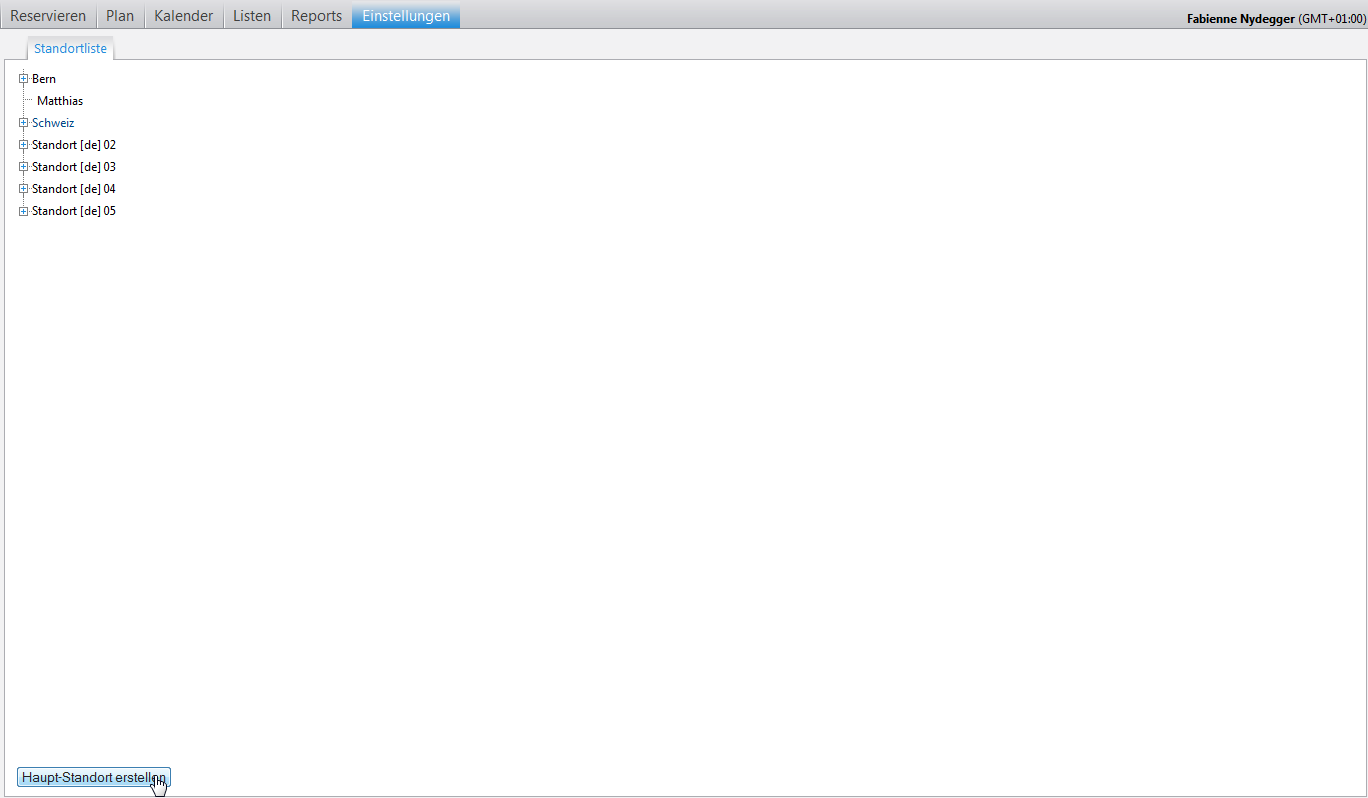 Reservieren Plan Kalender Listen Reports Einstellungen Fabienne Nydegger (GMT+01:00)
Standortliste
Bern
Matthias
Schweiz
Standort [de] 02
Standort [de] 03
Standort [de] 04
Standort [de] 05
Haupt-Standort erstellen